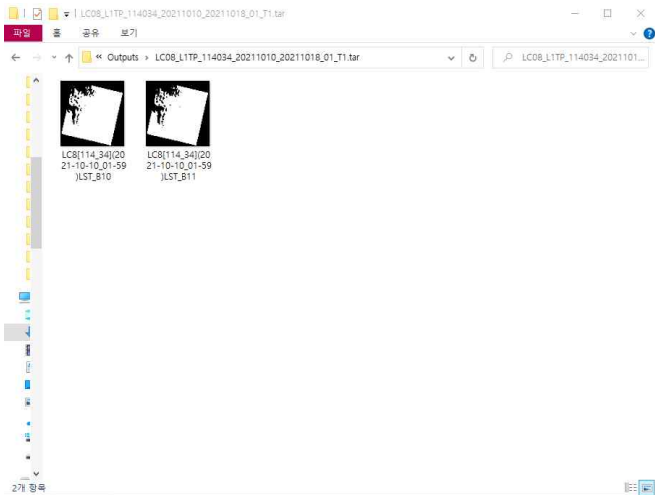 LC08_L1TP_114034_20211010_20211018_01_T1.tar
파일 홈 공유 보기
« Outputs › LC08_L1TP_114034_20211010_20211018_01_T1.tar
LC08_L1TP_114034_2021101...
LC8[114_34](20
21-10-10_01-59
)LST_B10
LC8[114_34](20
21-10-10_01-59
)LST_B11
2개 항목